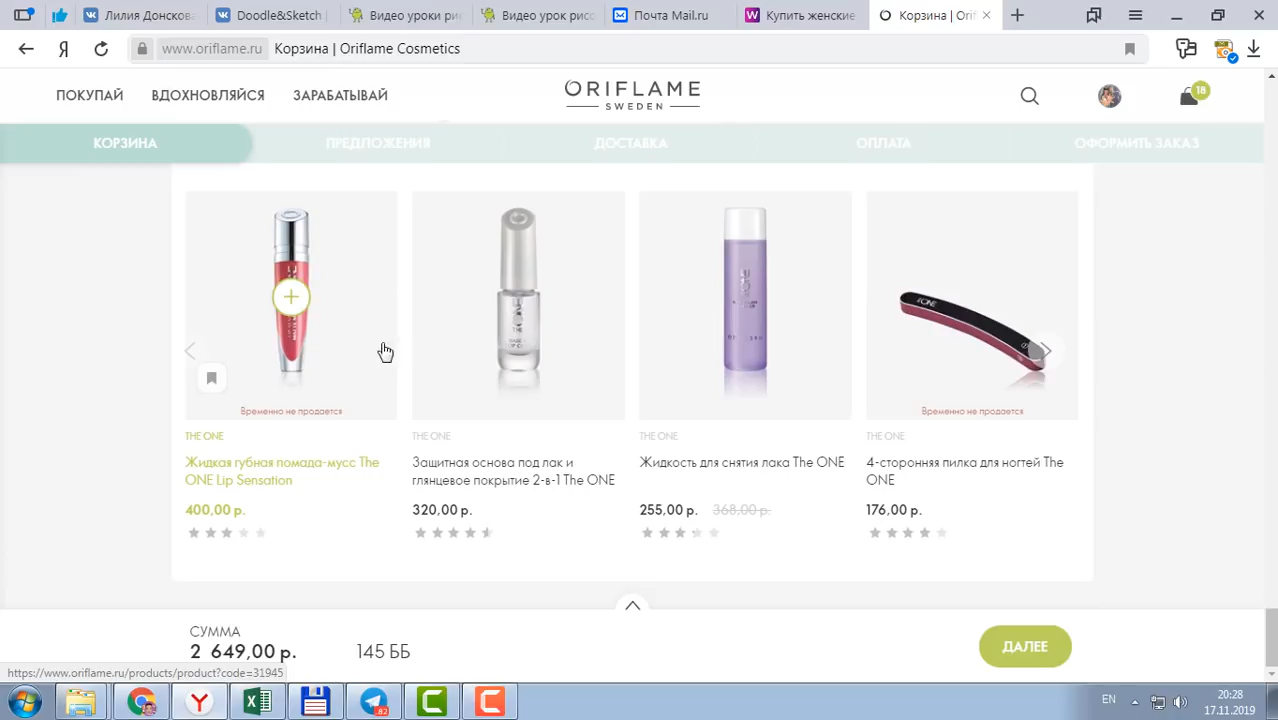 Лилия Донскова
Doodle&Sketch
Видео уроки рис
Видео урок рисо
Почта Mail.ru
Купить женские
Корзина | Orif
www.oriflame.ru
Корзина | Oriflame Cosmetics
ПОКУПАЙ
ВДОХНОВЛЯЙСЯ
ЗАРАБАТЫВАЙ
ORIFLAME
SWEDEN
18
КОРЗИНА
ПРЕДЛОЖЕНИЯ
ДОСТАВКА
ОПЛАТА
ОФОРМИТЬ ЗАКАЗ
Временно не продается
Временно не продается
THE ONE
Жидкая губная помада-мусс The
ONE Lip Sensation
400,00 р.
THE ONE
Защитная основа под лак и
глянцевое покрытие 2-в-1 The ONE
320,00 р.
THE ONE
Жидкость для снятия лака The ONE
255,00 р. 368,00 р.
THE ONE
4-сторонняя пилка для ногтей The
ONE
176,00 р.
СУММА
2 649,00 р.
145 ББ
ДАЛЕЕ
https://www.oriflame.ru/products/product?code=31945
82
EN
20:28
17.11.2019